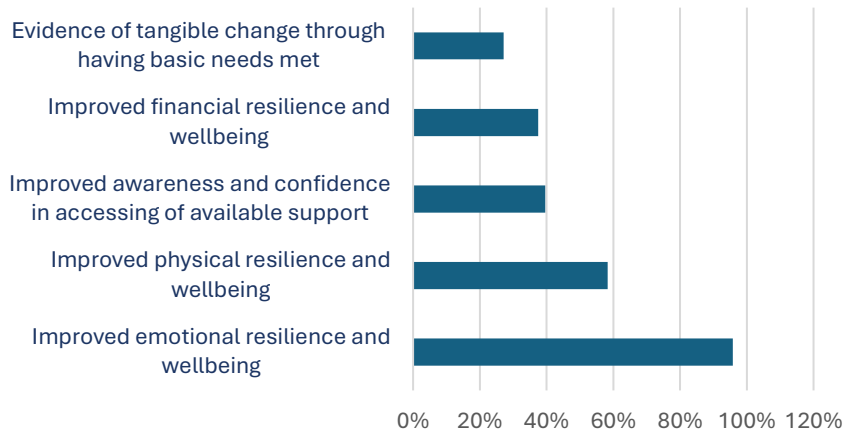 Evidence of tangible change through
having basic needs met
Improved financial resilience and
wellbeing
Improved awareness and confidence
in accessing of available support
Improved physical resilience and
wellbeing
Improved emotional resilience and
wellbeing
0% 20% 40% 60% 80% 100% 120%